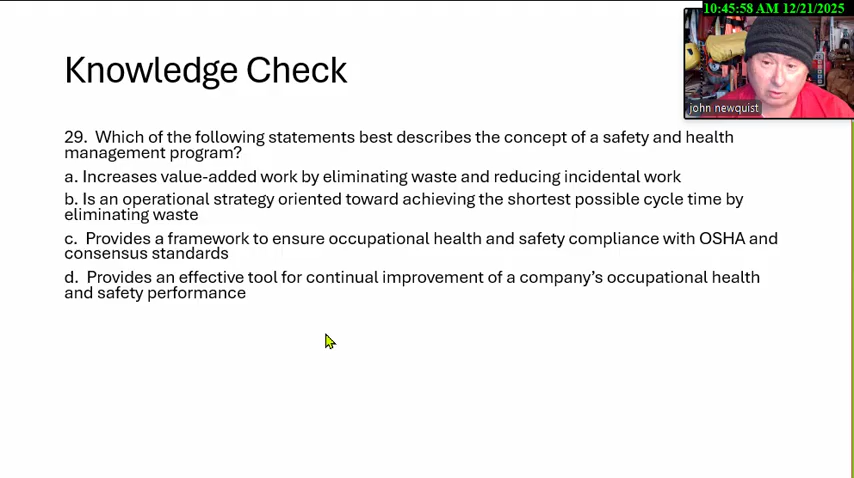 10:45:58 AM 12/21/2025
john newquist
Knowledge Check
29.  Which of the following statements best describes the concept of a safety and health
management program?
a. Increases value-added work by eliminating waste and reducing incidental work
b. Is an operational strategy oriented toward achieving the shortest possible cycle time by
eliminating waste
c.  Provides a framework to ensure occupational health and safety compliance with OSHA and
consensus standards
d.  Provides an effective tool for continual improvement of a company’s occupational health
and safety performance